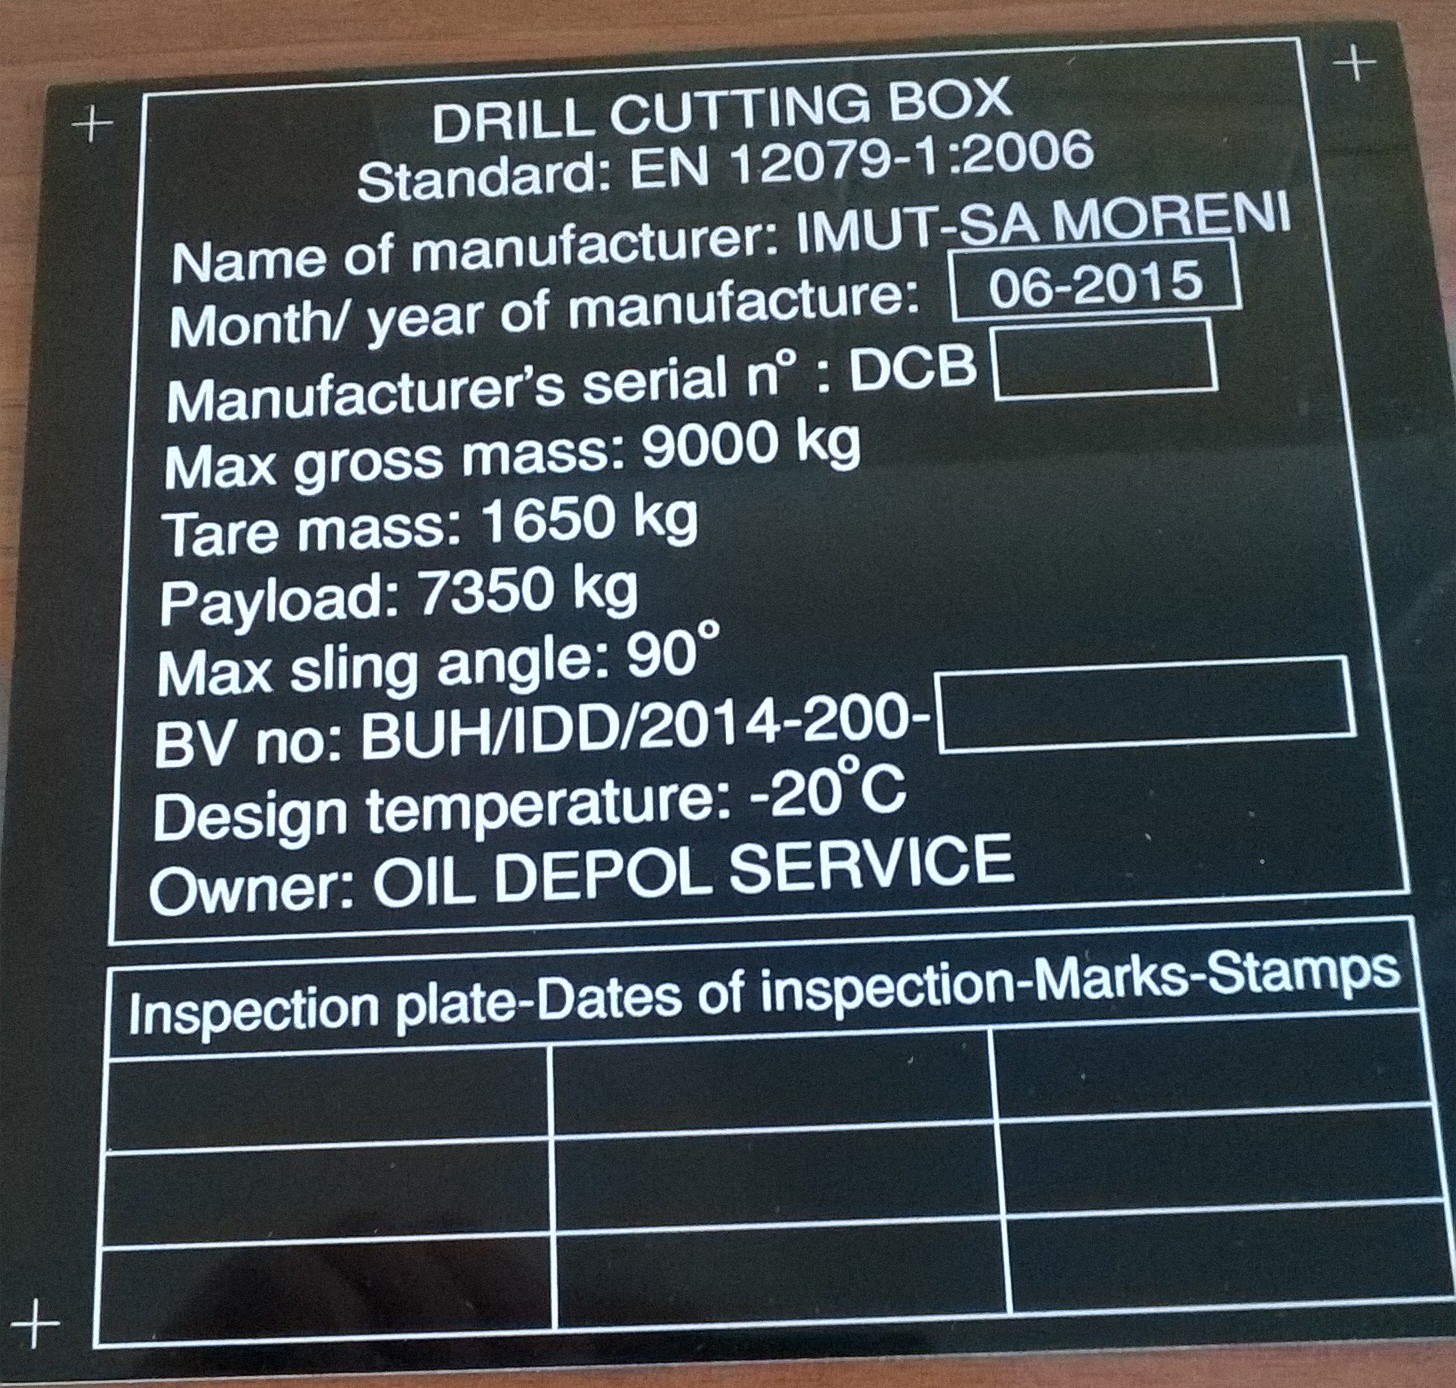 DRILL CUTTING BOX
Standard: EN 12079-1:2006
Name of manufacturer: IMUT-SA MORENI
Month/ year of manufacture: 06-2015
Manufacturer's serial nº : DCB
Max gross mass: 9000 kg
Tare mass: 1650 kg
Payload: 7350 kg
Max sling angle: 90°
BV no: BUH/IDD/2014-200-
Design temperature: -20°C
Owner: OIL DEPOL SERVICE
Inspection plate-Dates of inspection-Marks-Stamps